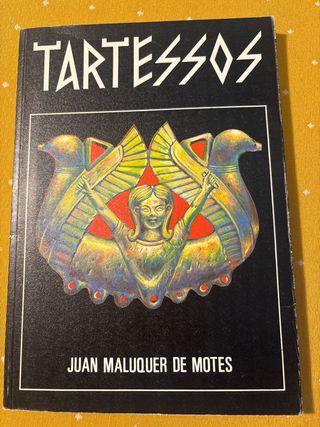 TARTESSOS
JUAN MALUQUER DE MOTES